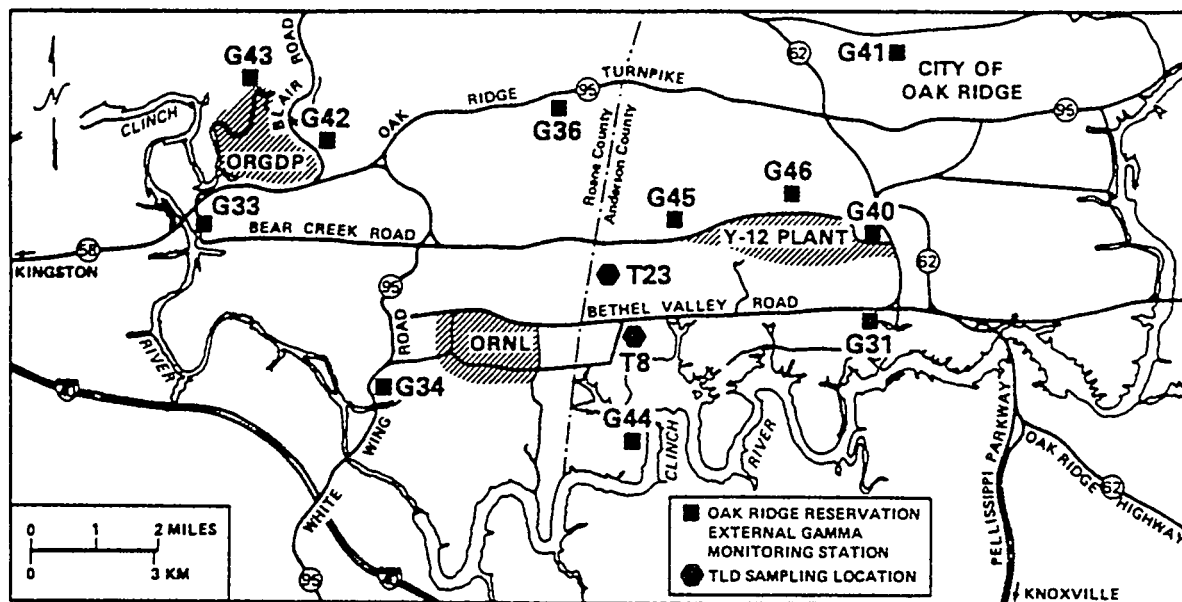 G43
BLAIR ROAD
62
G41
CITY OF
OAK RIDGE
N
CLINCH
G42
OAK RIDGE TURNPIKE
95
G36
95
ORGDP
Roane County
Anderson County
G46
G33
G45
G40
BEAR CREEK ROAD
Y-12 PLANT
58
KINGSTON
T23
62
95
BETHEL VALLEY ROAD
RIVER
ORNL
T8
G31
G34
G44
WHITE WING ROAD
CLINCH RIVER
PELLISSIPPI PARKWAY
OAK RIDGE HIGHWAY
62
0 1 2 MILES
0 3 KM
95
OAK RIDGE RESERVATION
EXTERNAL GAMMA
MONITORING STATION
TLD SAMPLING LOCATION
KNOXVILLE